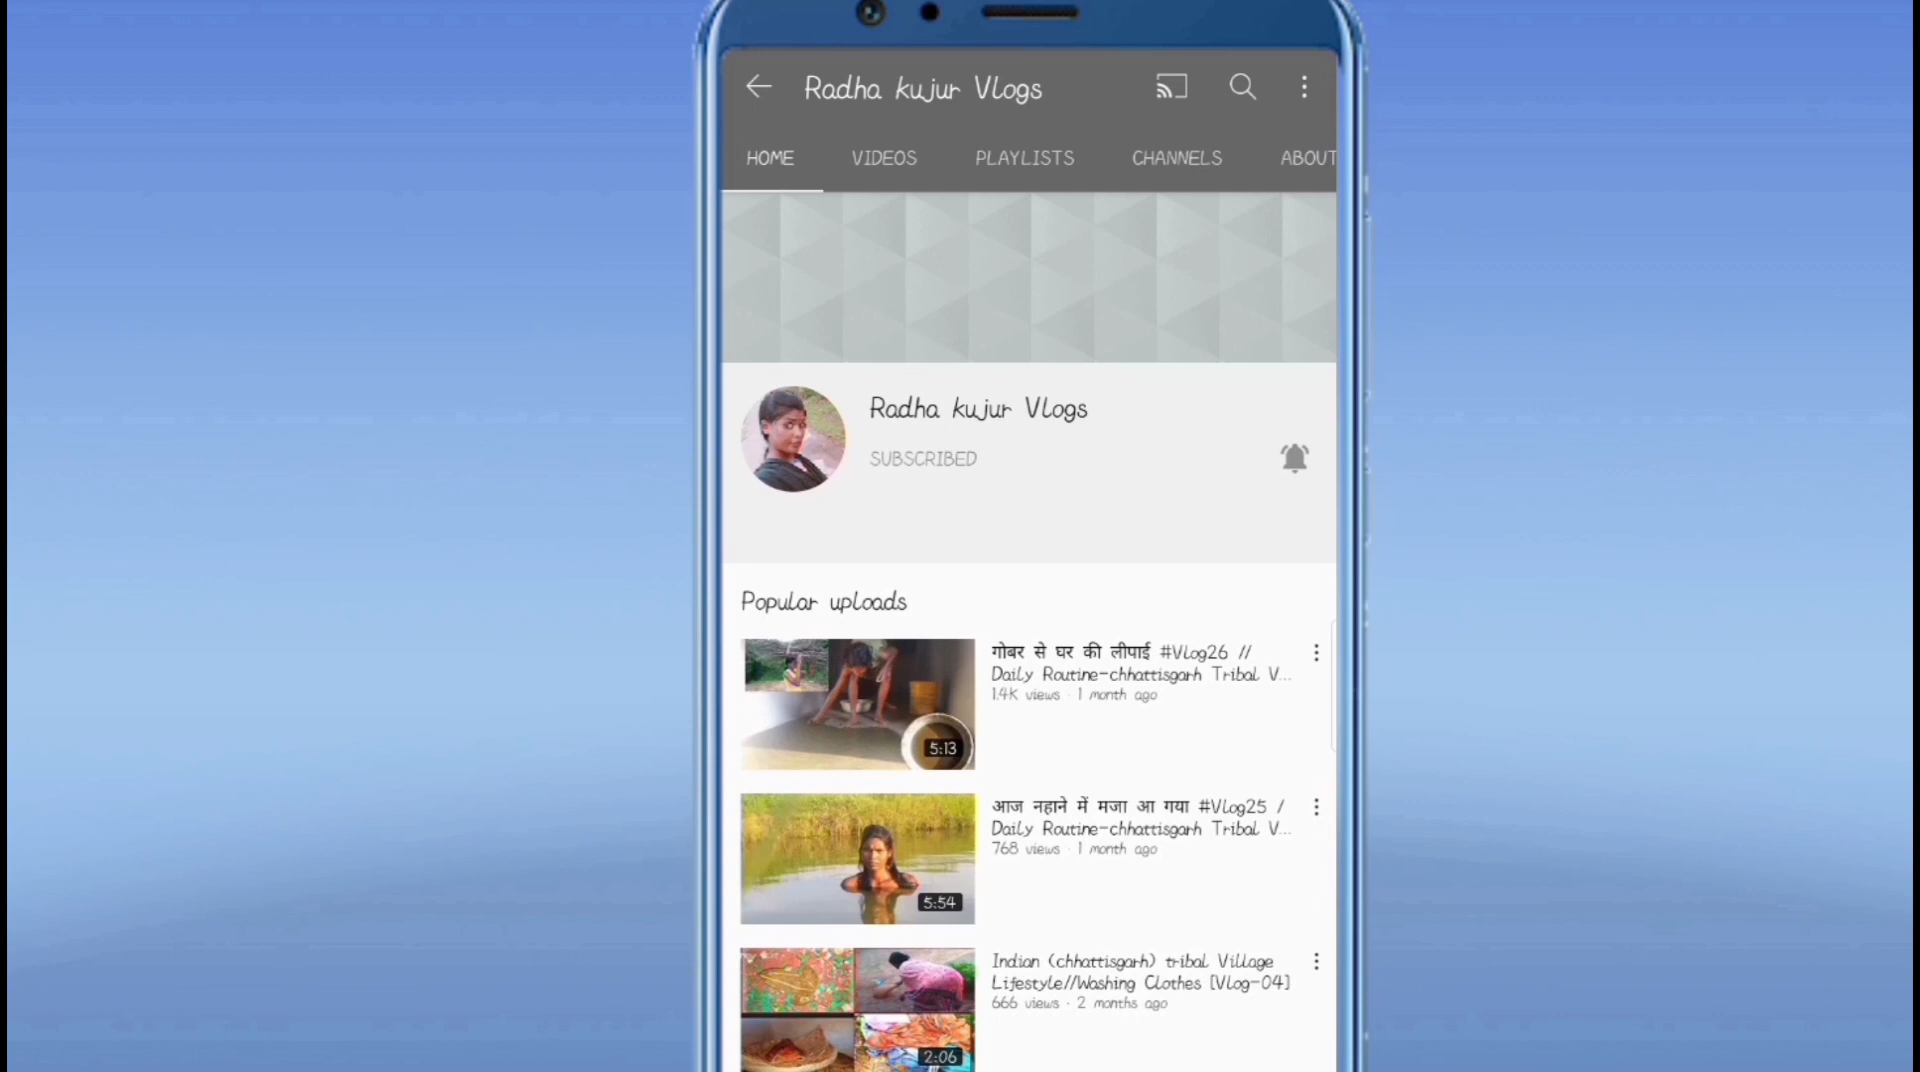 Radha kujur Vlogs
HOME VIDEOS PLAYLISTS CHANNELS ABOUT
Radha kujur Vlogs
SUBSCRIBED
Popular uploads
गोबर से घर की लीपाई #Vlog26 //
Daily Routine-chhattisgarh Tribal V...
1.4K views · 1 month ago
5:13
आज नहाने में मजा आ गया #Vlog25 /
Daily Routine-chhattisgarh Tribal V...
768 views · 1 month ago
5:54
Indian (chhattisgarh) tribal Village
Lifestyle//Washing Clothes [Vlog-04]
666 views · 2 months ago
2:06